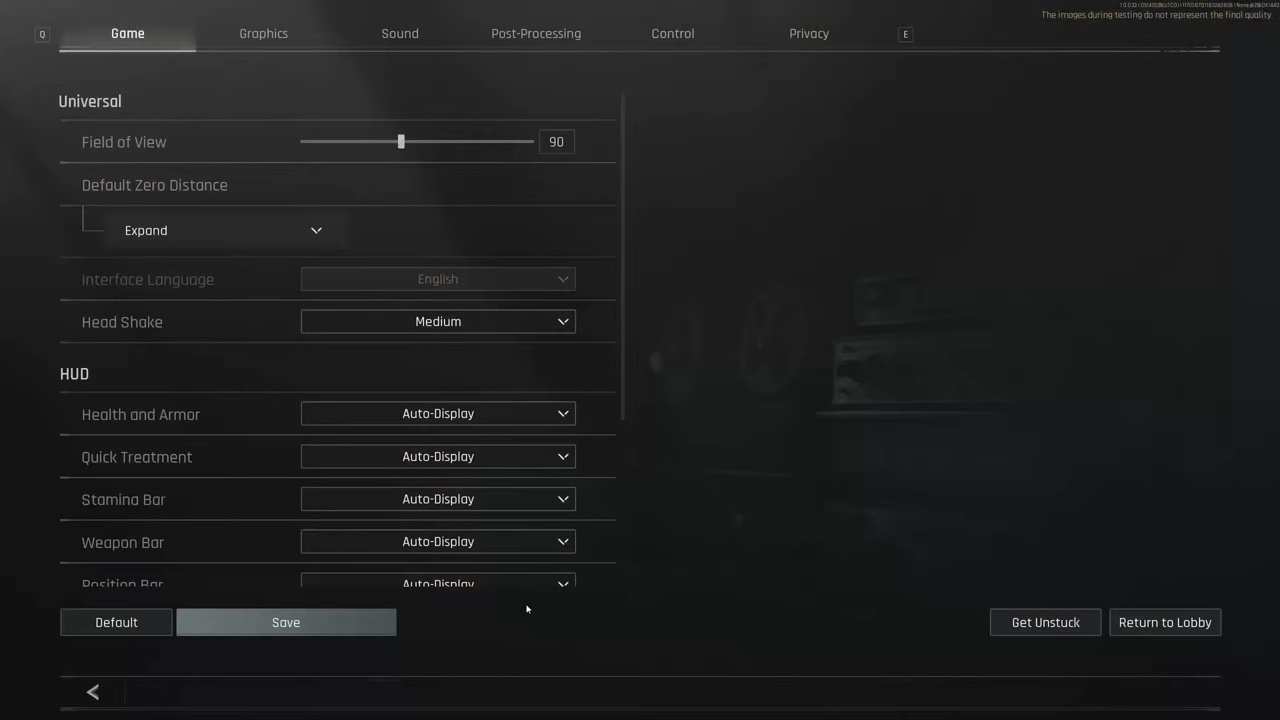 The images during testing do not represent the final quality.
Q
Game
Graphics
Sound
Post-Processing
Control
Privacy
E
Universal
Field of View
90
Default Zero Distance
Expand
Interface Language
English
Head Shake
Medium
HUD
Health and Armor
Auto-Display
Quick Treatment
Auto-Display
Stamina Bar
Auto-Display
Weapon Bar
Auto-Display
Position Bar
Auto-Display
Default
Save
Get Unstuck
Return to Lobby